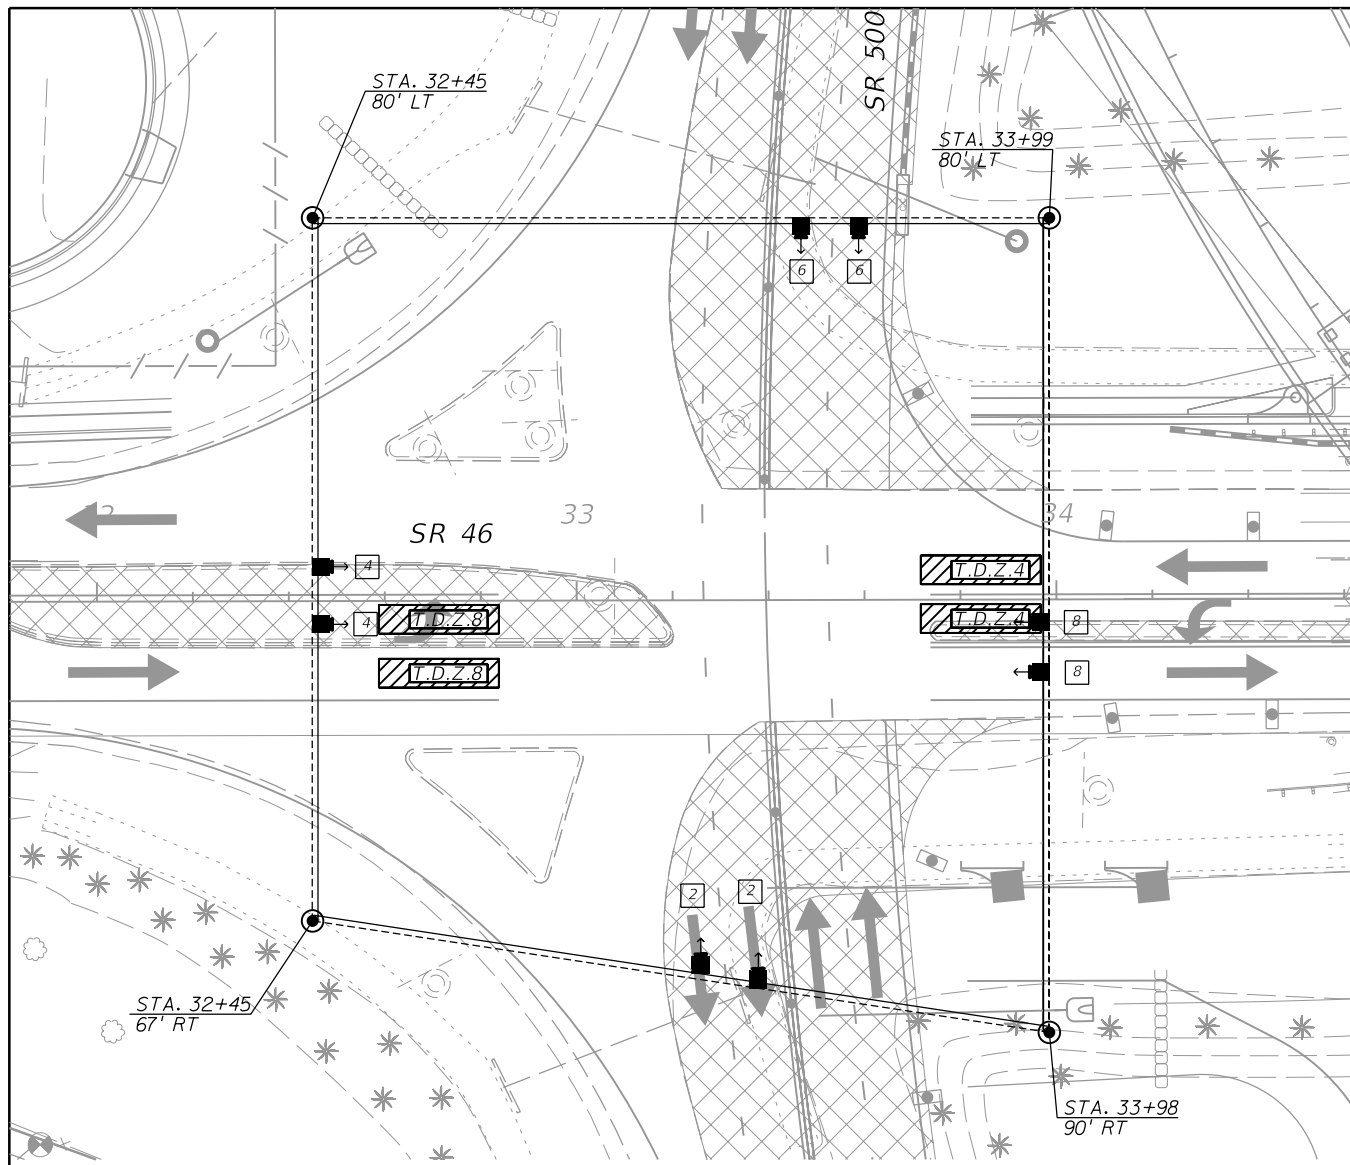 SR 500
STA. 32+45
80' LT
STA. 33+99
80' LT
6
6
33
34
SR 46
4
T.D.Z.4
4
T.D.Z.8
T.D.Z.4
8
T.D.Z.8
8
2
2
STA. 32+45
67' RT
STA. 33+98
90' RT